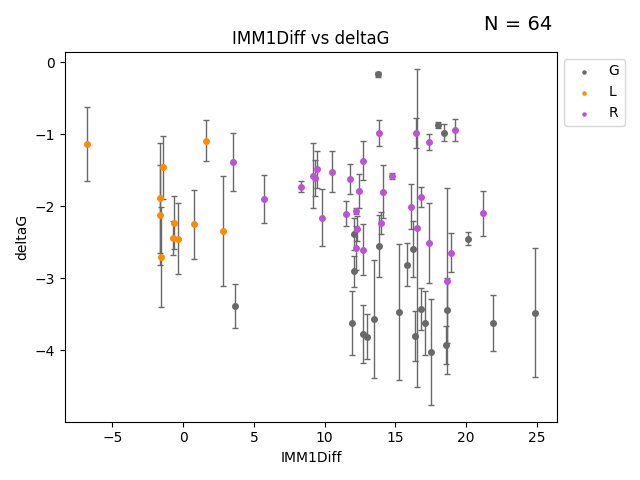 N = 64
IMM1Diff vs deltaG
G
L
R
0
−1
−2
−3
−4
deltaG
−5
0
5
10
15
20
25
IMM1Diff